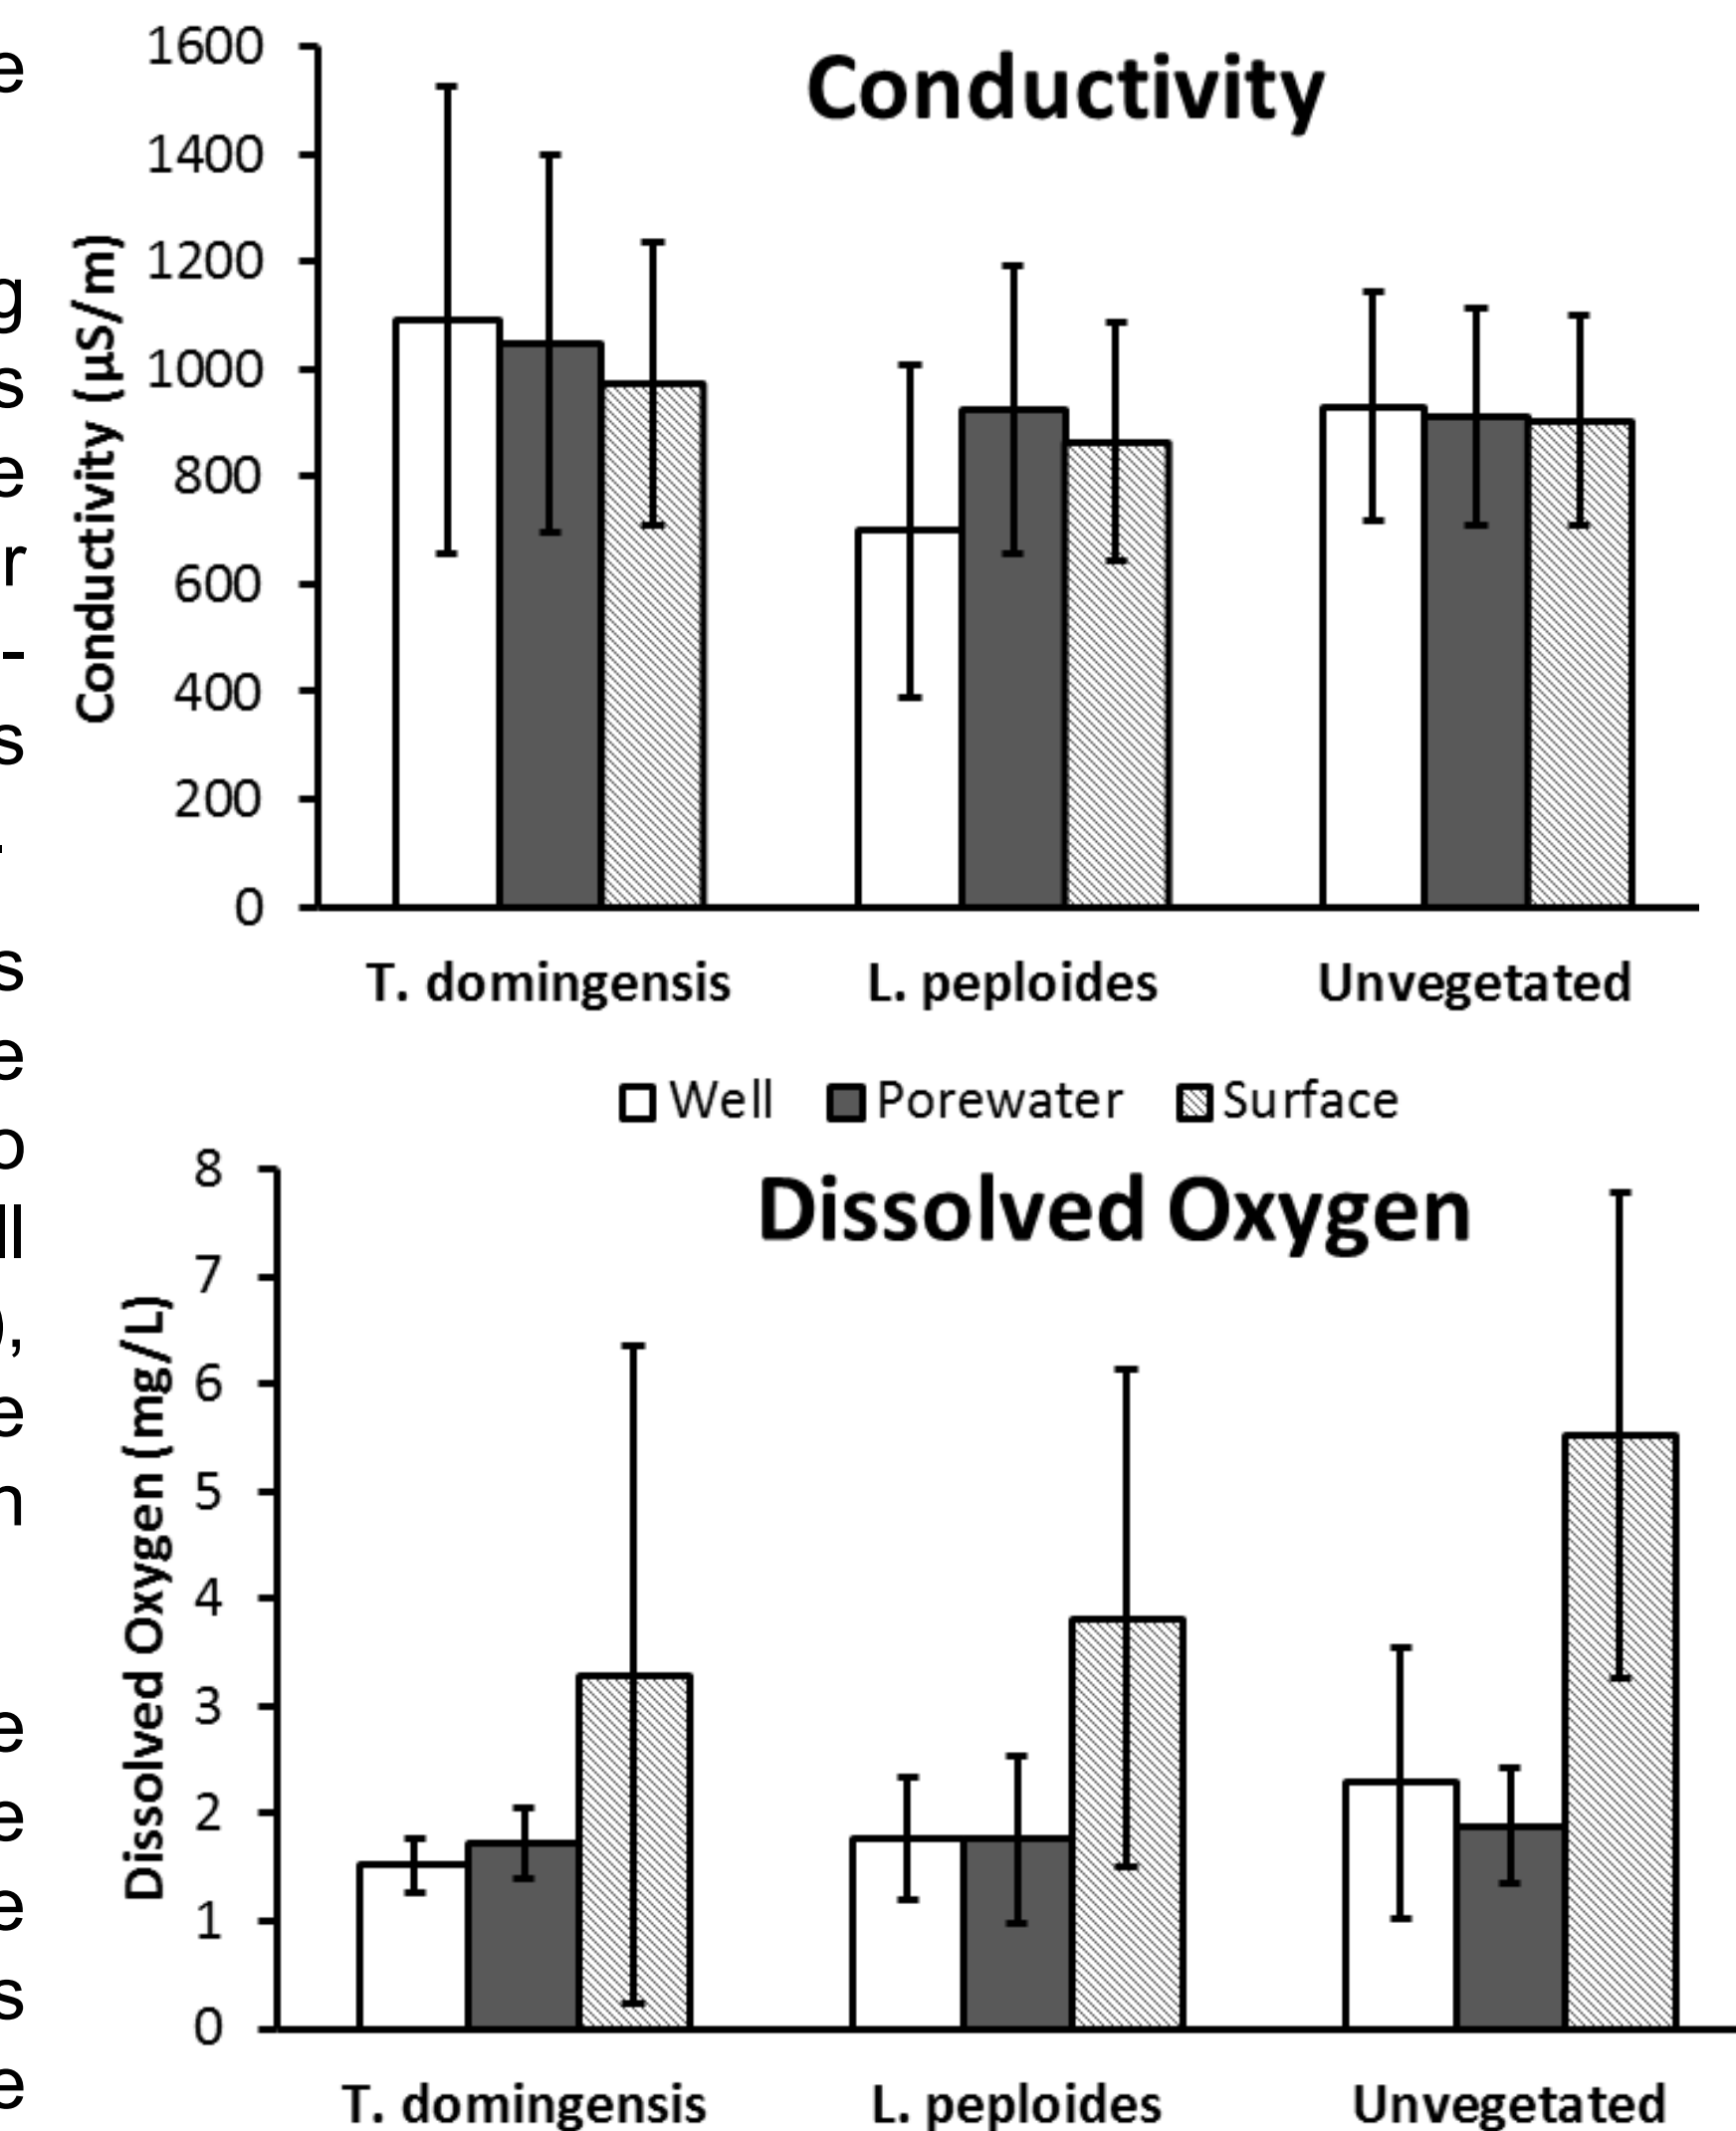 Conductivity
Conductivity (µS/m)
1600
1400
1200
1000
800
600
400
200
0
T. domingensis L. peploides Unvegetated
Well Porewater Surface
Dissolved Oxygen
Dissolved Oxygen (mg/L)
8
7
6
5
4
3
2
1
0
T. domingensis L. peploides Unvegetated